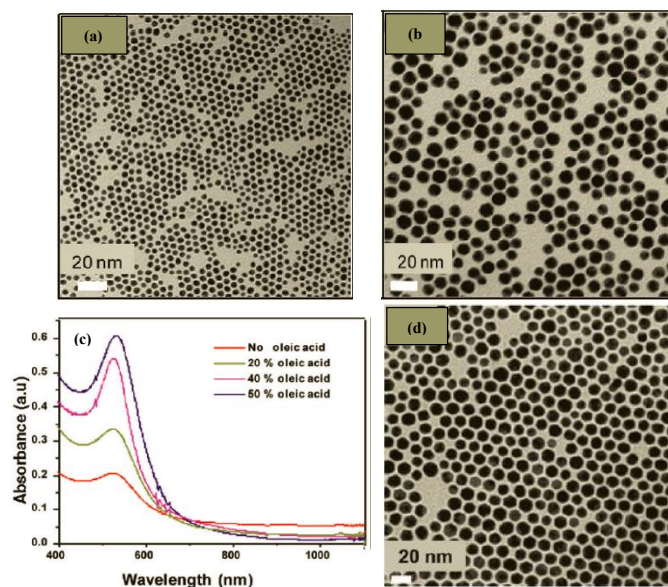 (a)
20 nm
(b)
20 nm
(c)
Absorbance (a.u)
0.6
0.5
0.4
0.3
0.2
0.1
0.0
400
600
800
1000
Wavelength (nm)
No oleic acid
20 % oleic acid
40 % oleic acid
50 % oleic acid
(d)
20 nm